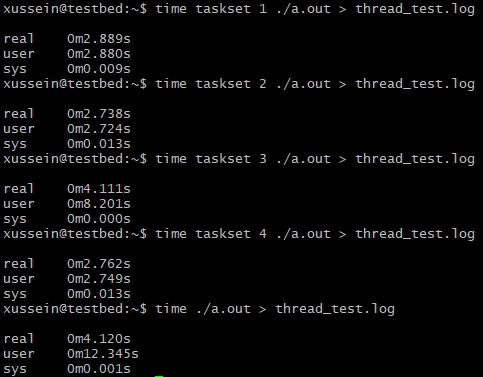 xussein@testbed:~$ time taskset 1 ./a.out > thread_test.log
real 0m2.889s
user 0m2.880s
sys 0m0.009s
xussein@testbed:~$ time taskset 2 ./a.out > thread_test.log
real 0m2.738s
user 0m2.724s
sys 0m0.013s
xussein@testbed:~$ time taskset 3 ./a.out > thread_test.log
real 0m4.111s
user 0m8.201s
sys 0m0.000s
xussein@testbed:~$ time taskset 4 ./a.out > thread_test.log
real 0m2.762s
user 0m2.749s
sys 0m0.013s
xussein@testbed:~$ time ./a.out > thread_test.log
real 0m4.120s
user 0m12.345s
sys 0m0.001s